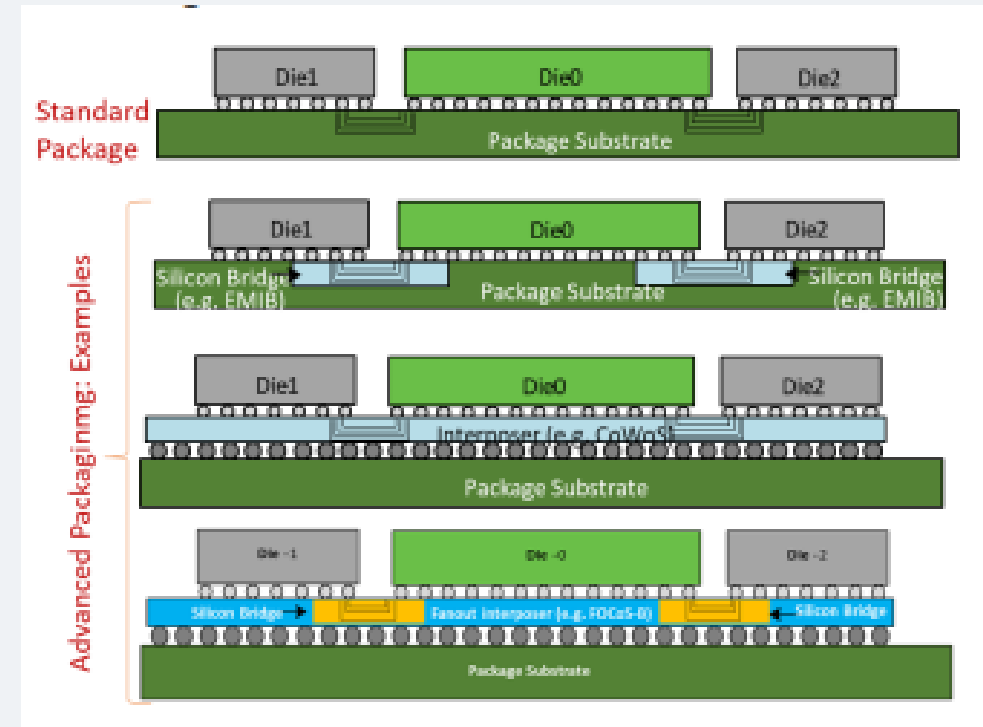 Die1
Die0
Die2
Standard
Package
Package Substrate
Advanced Packaginmg: Examples
Die1
Die0
Die2
Silicon Bridge
(e.g. EMIB)
Package Substrate
Silicon Bridge
(e.g. EMIB)
Die1
Die0
Die2
Interposer (e.g. CoWoS)
Package Substrate
Die -1
Die -0
Die -2
Silicon Bridge
Fanout interposer (e.g. FOCoS-B)
Silicon Bridge
Package Substrate